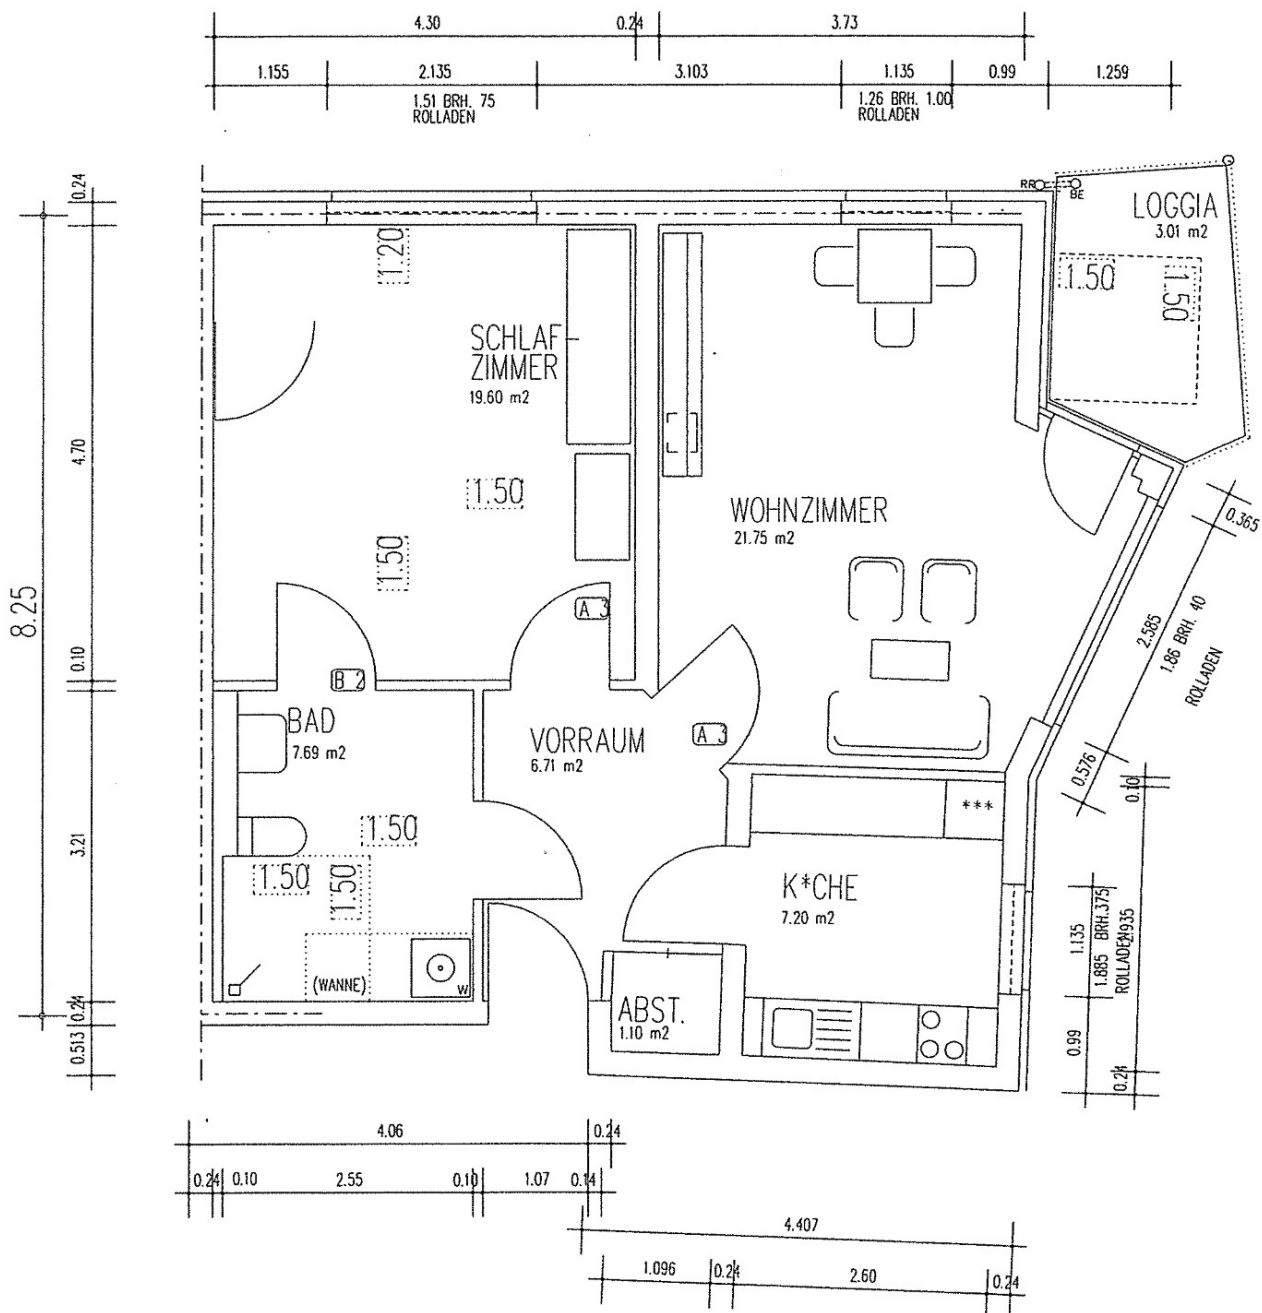 4.30 0.24 3.73
1.155 2.135 3.103 1.135 0.99 1.259
1.51 BRH. 75
ROLLADEN
1.26 BRH. 1.00
ROLLADEN
0.24
4.70
0.10
3.21
0.24
0.513
8.25
RR
BE
LOGGIA
3.01 m2
1.50
1.50
1.20
SCHLAF
ZIMMER
19.60 m2
1.50
1.50
WOHNZIMMER
21.75 m2
0.365
2.585
1.86 BRH. 40
ROLLADEN
0.576
A 3
B 2
BAD
7.69 m2
VORRAUM
6.71 m2
A 3
***
1.50
1.50
1.50
K*CHE
7.20 m2
(WANNE)
W
ABST.
1.10 m2
0.10
1.135
1.885 BRH.375
ROLLADEN
2.935
0.99
0.24
4.06 0.24
0.24 0.10 2.55 0.10 1.07 0.14
4.407
1.096 0.24 2.60 0.24